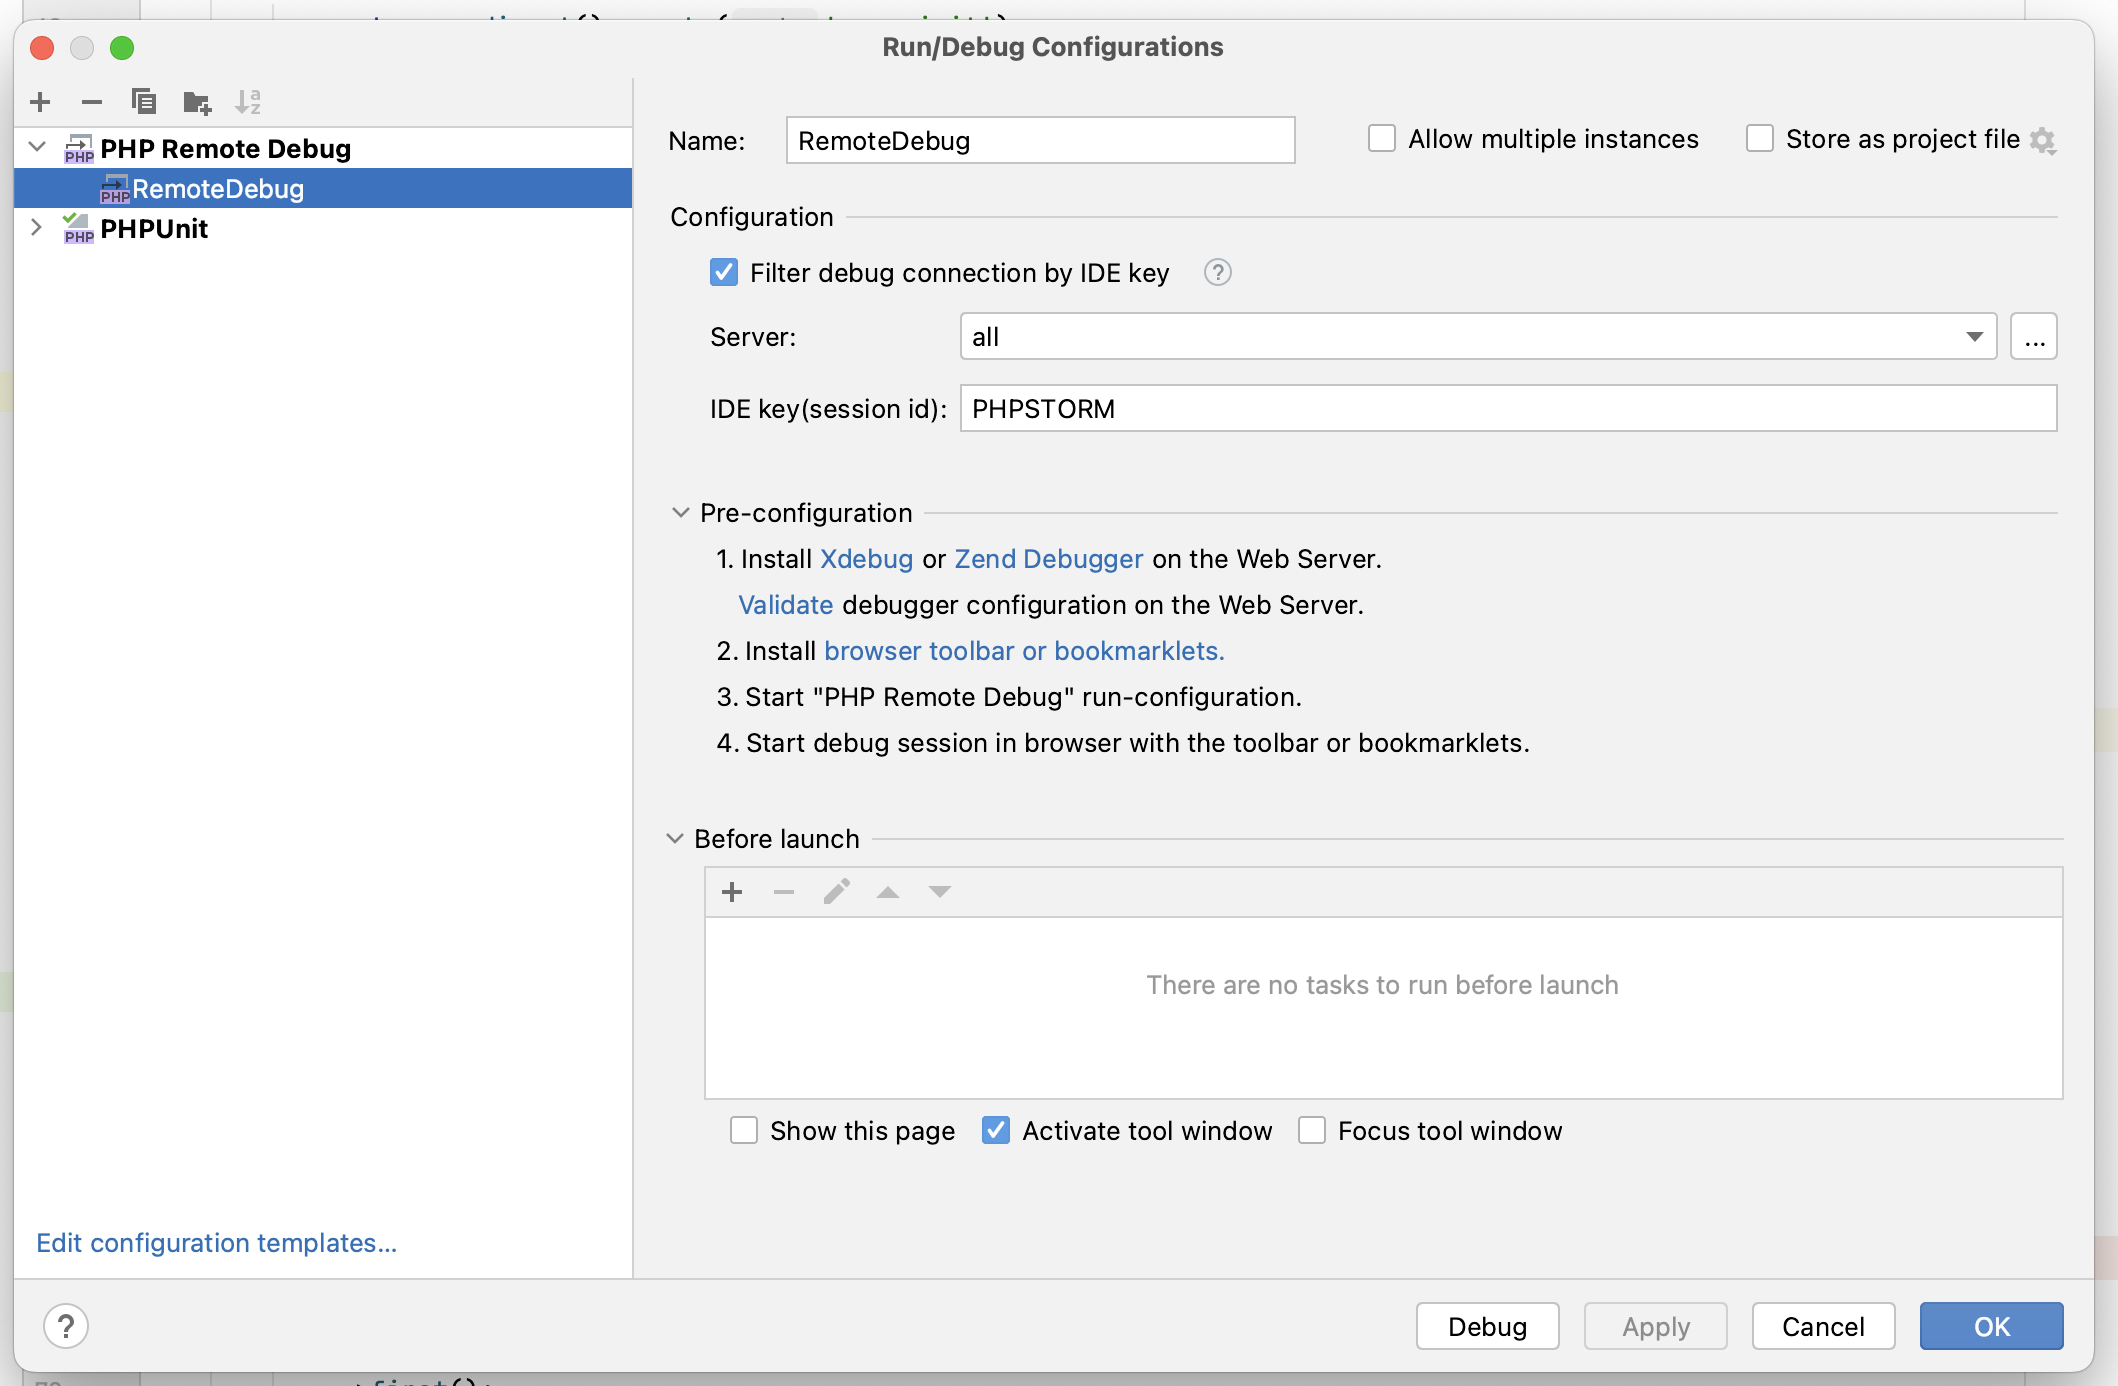 Run/Debug Configurations
PHP Remote Debug
RemoteDebug
PHPUnit
Edit configuration templates...
Name: RemoteDebug
Allow multiple instances
Store as project file
Configuration
Filter debug connection by IDE key
Server: all ...
IDE key(session id): PHPSTORM
Pre-configuration
1. Install Xdebug or Zend Debugger on the Web Server.
Validate debugger configuration on the Web Server.
2. Install browser toolbar or bookmarklets.
3. Start "PHP Remote Debug" run-configuration.
4. Start debug session in browser with the toolbar or bookmarklets.
Before launch
There are no tasks to run before launch
Show this page Activate tool window Focus tool window
? Debug Apply Cancel OK